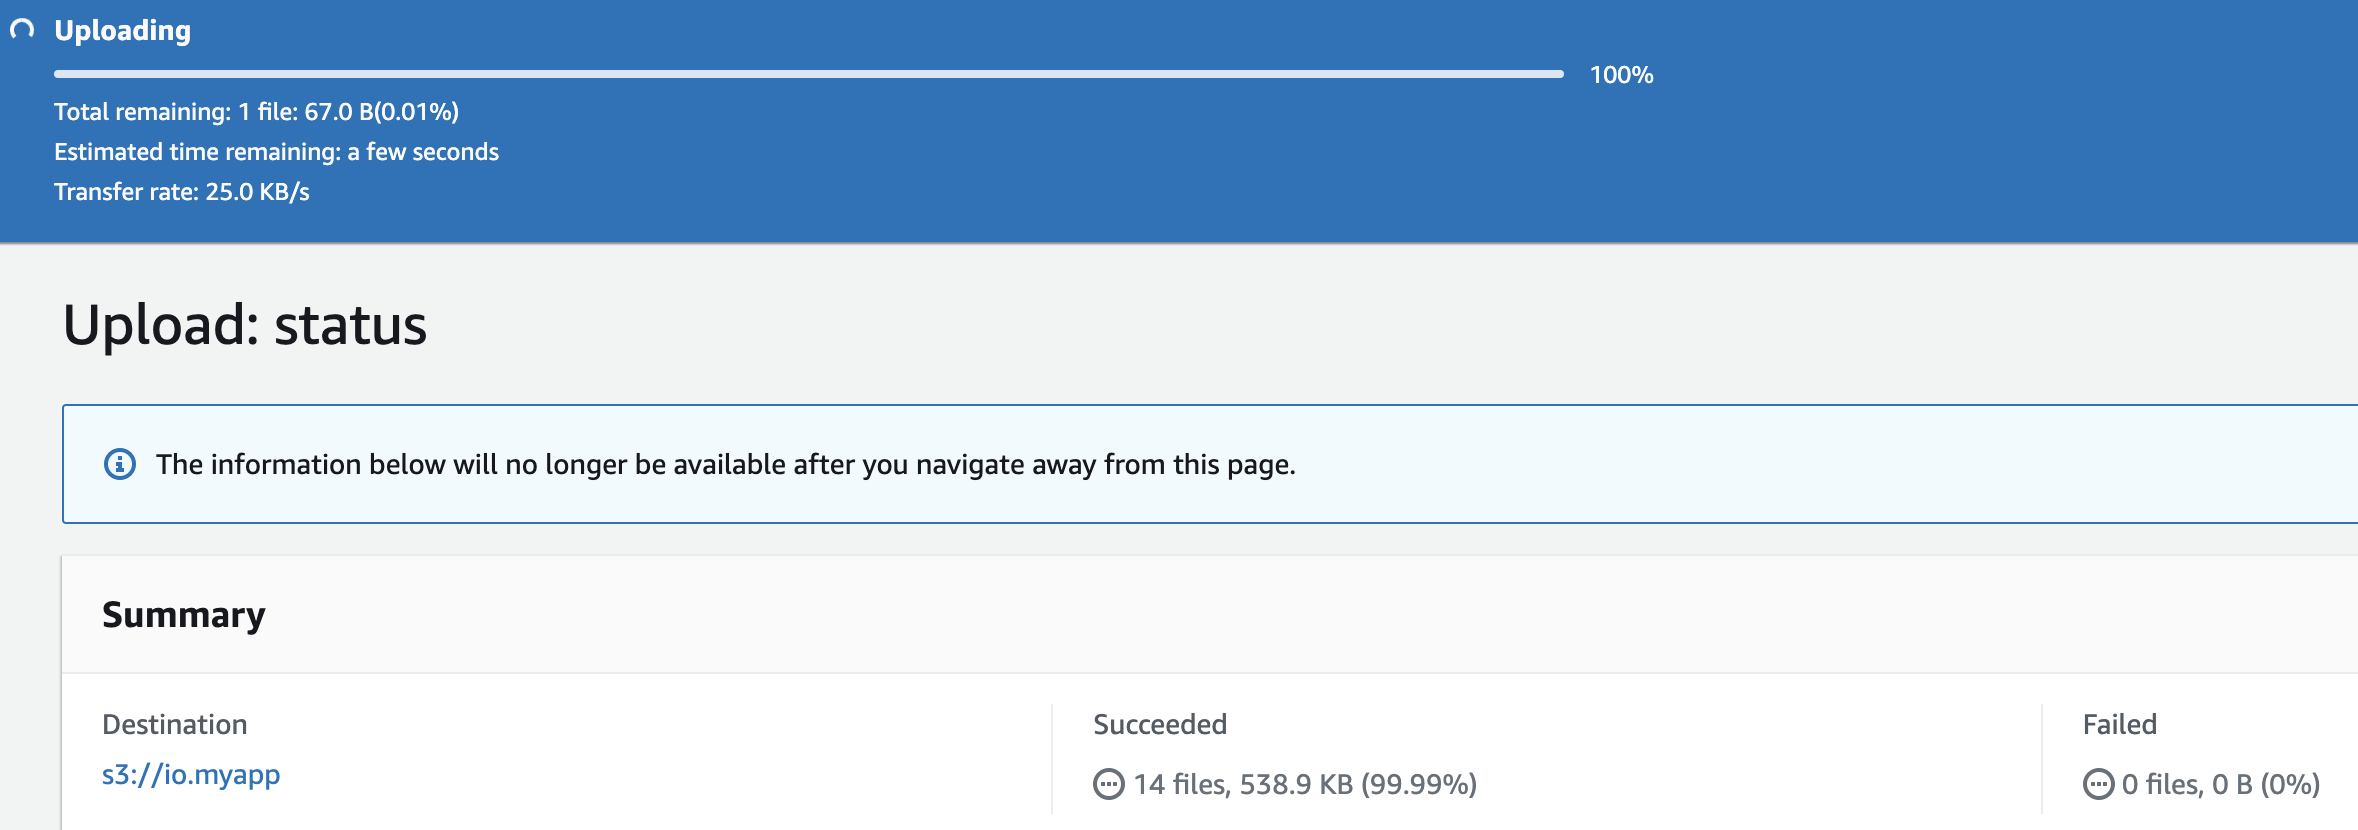 Uploading
100%
Total remaining: 1 file: 67.0 B(0.01%)
Estimated time remaining: a few seconds
Transfer rate: 25.0 KB/s
Upload: status
The information below will no longer be available after you navigate away from this page.
Summary
Destination
s3://io.myapp
Succeeded
14 files, 538.9 KB (99.99%)
Failed
0 files, 0 B (0%)